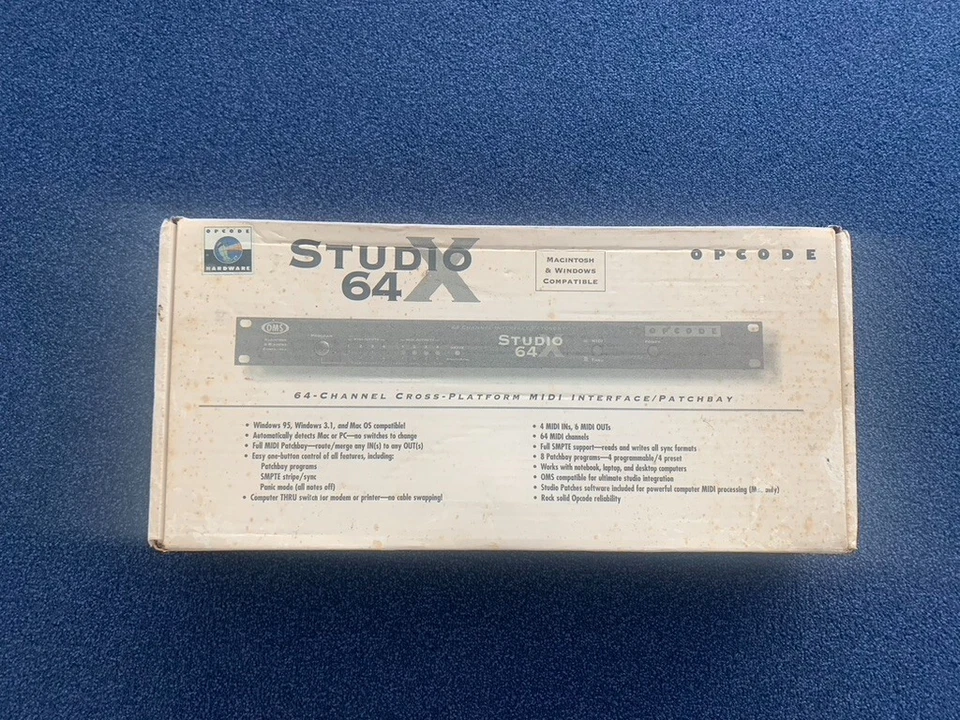 OPCODE
HARDWARE
STUDIO
64X
MACINTOSH
& WINDOWS
COMPATIBLE
OPCODE
OMS
STUDIO
64X
OPCODE
64-CHANNEL CROSS-PLATFORM MIDI INTERFACE/PATCHBAY
• Windows 95, Windows 3.1, and Mac OS compatible!
• Automatically detects Mac or PC—no switches to change
• Full MIDI Patchbay—route/merge any IN(s) to any OUT(s)
• Easy one-button control of all features, including:
Patchbay programs
SMPTE stripe/sync
Panic mode (all notes off)
• Computer THRU switch for modem or printer—no cable swapping!
• 4 MIDI INs, 6 MIDI OUTs
• 64 MIDI channels
• Full SMPTE support—reads and writes all sync formats
• 8 Patchbay programs—4 programmable/4 preset
• Works with notebook, laptop, and desktop computers
• OMS compatible for ultimate studio integration
• Studio Patches software included for powerful computer MIDI processing (M only)
• Rock solid Opcode reliability